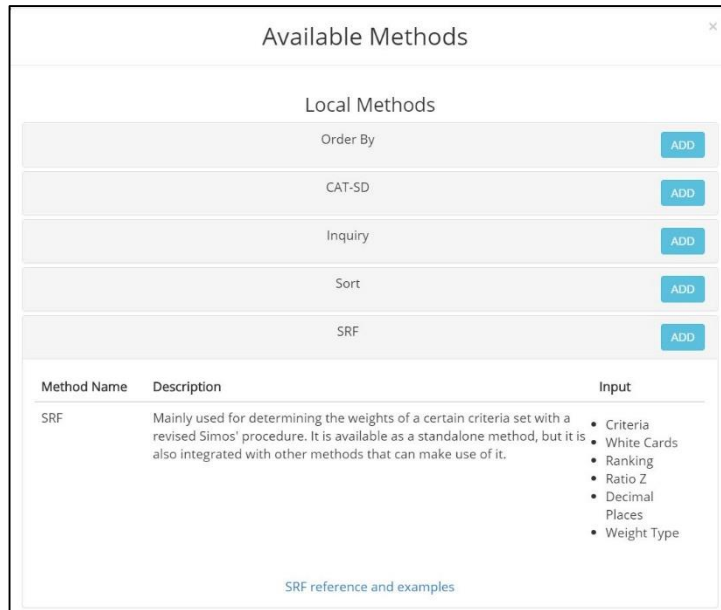 Available Methods
×
Local Methods
Order By
ADD
CAT-SD
ADD
Inquiry
ADD
Sort
ADD
SRF
ADD
Method Name Description Input
SRF Mainly used for determining the weights of a certain criteria set with a
revised Simos' procedure. It is available as a standalone method, but it is
also integrated with other methods that can make use of it.
• Criteria
• White Cards
• Ranking
• Ratio Z
• Decimal
Places
• Weight Type
SRF reference and examples